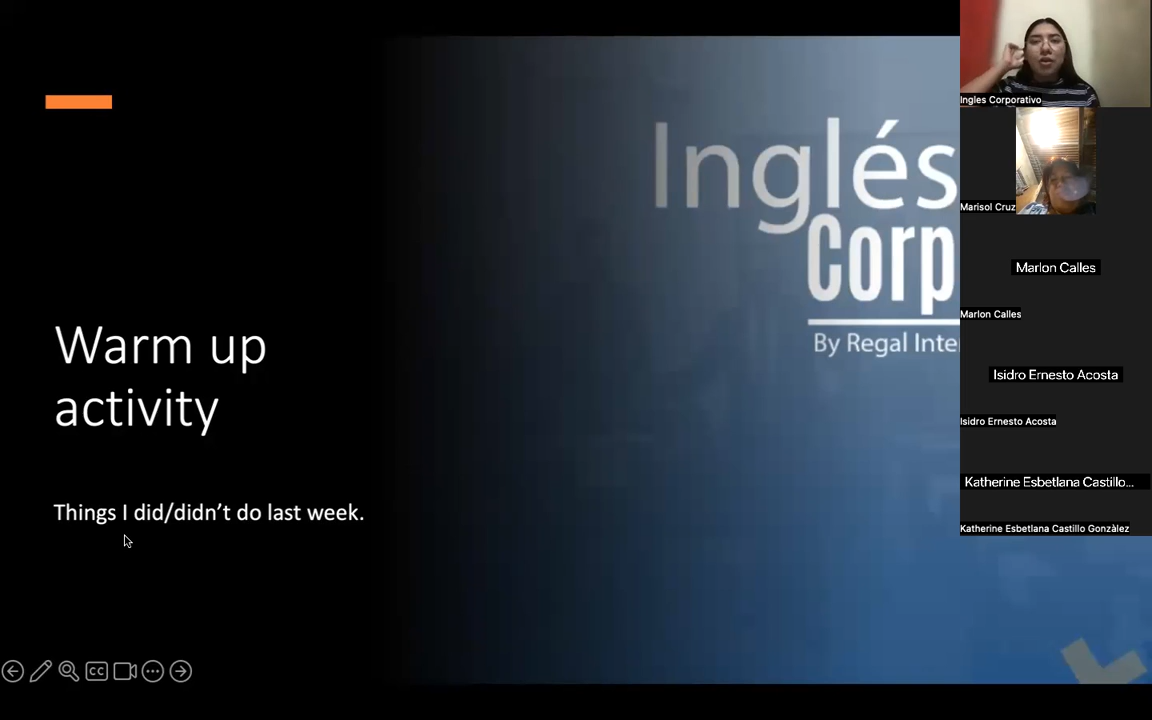 Inglés
Corp
By Regal Inte
Warm up
activity
Things I did/didn't do last week.
CC
Ingles Corporativo
Marisol Cruz
Marlon Calles
Marlon Calles
Isidro Ernesto Acosta
Isidro Ernesto Acosta
Katherine Esbetlana Castillo...
Katherine Esbetlana Castillo Gonzàlez